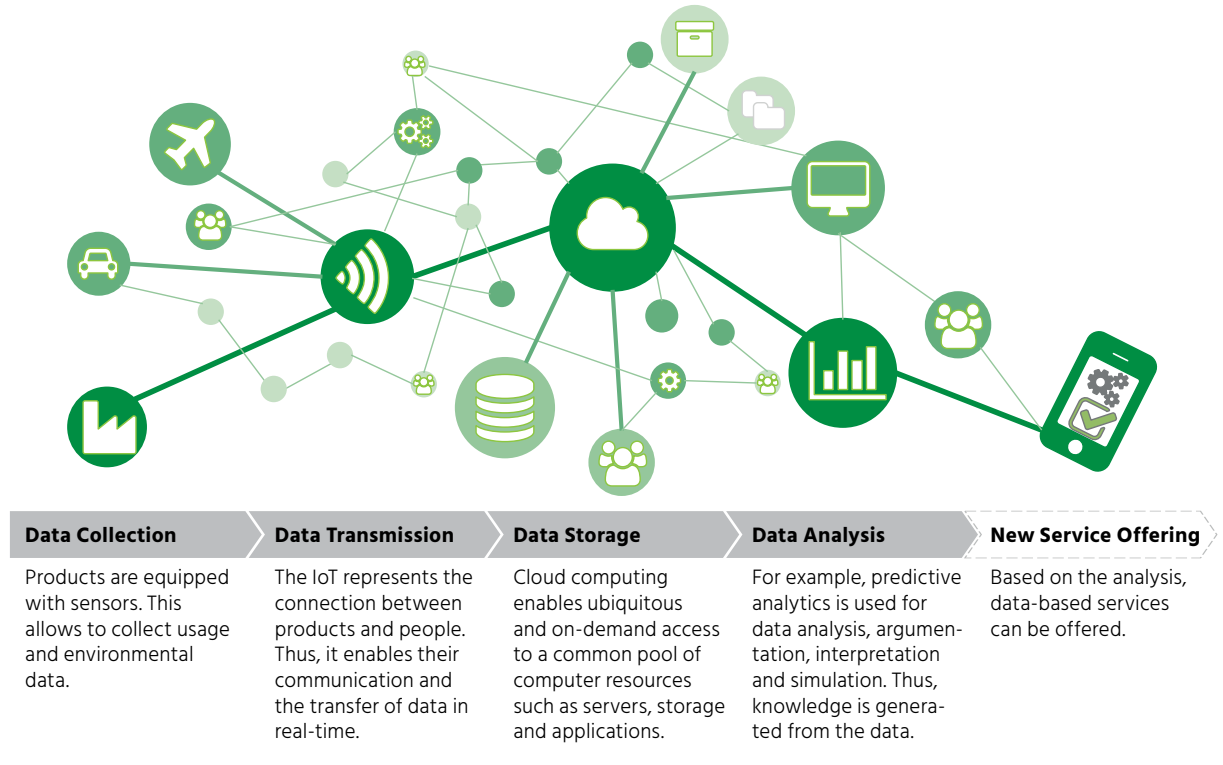 Data Collection
Products are equipped
with sensors. This
allows to collect usage
and environmental
data.
Data Transmission
The IoT represents the
connection between
products and people.
Thus, it enables their
communication and
the transfer of data in
real-time.
Data Storage
Cloud computing
enables ubiquitous
and on-demand access
to a common pool of
computer resources
such as servers, storage
and applications.
Data Analysis
For example, predictive
analytics is used for
data analysis, argumen-
tation, interpretation
and simulation. Thus,
knowledge is genera-
ted from the data.
New Service Offering
Based on the analysis,
data-based services
can be offered.